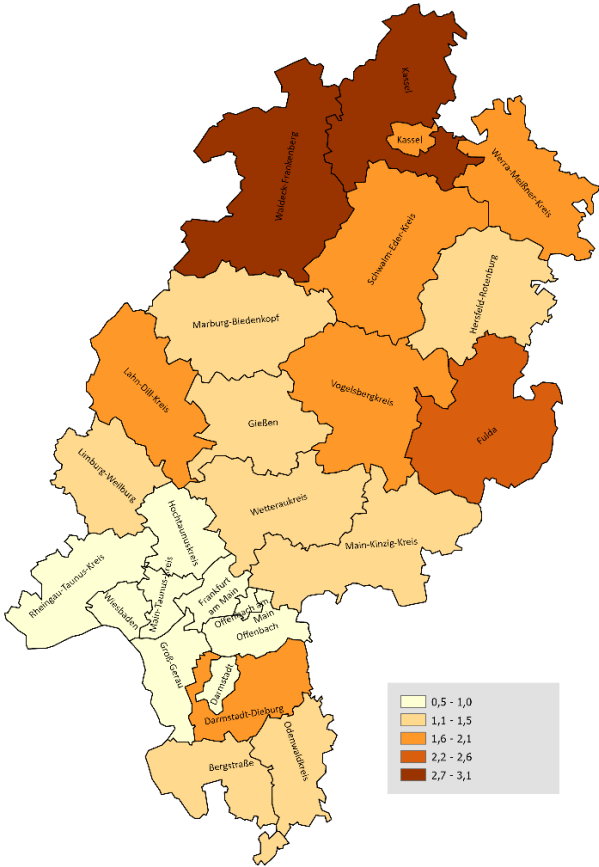 Kassel
Waldeck-Frankenberg
Kassel
Werra-Meißner-Kreis
Schwalm-Eder-Kreis
Hersfeld-Rotenburg
Marburg-Biedenkopf
Lahn-Dill-Kreis
Vogelsbergkreis
Gießen
Fulda
Limburg-Weilburg
Wetteraukreis
Hochtaunuskreis
Main-Kinzig-Kreis
Rheingau-Taunus-Kreis
Wiesbaden
Main-Taunus-Kreis
Frankfurt
am Main
Offenbach am
Main
Offenbach
Groß-Gerau
Darmstadt
Darmstadt-Dieburg
Bergstraße
Odenwaldkreis
0,5 - 1,0
1,1 - 1,5
1,6 - 2,1
2,2 - 2,6
2,7 - 3,1